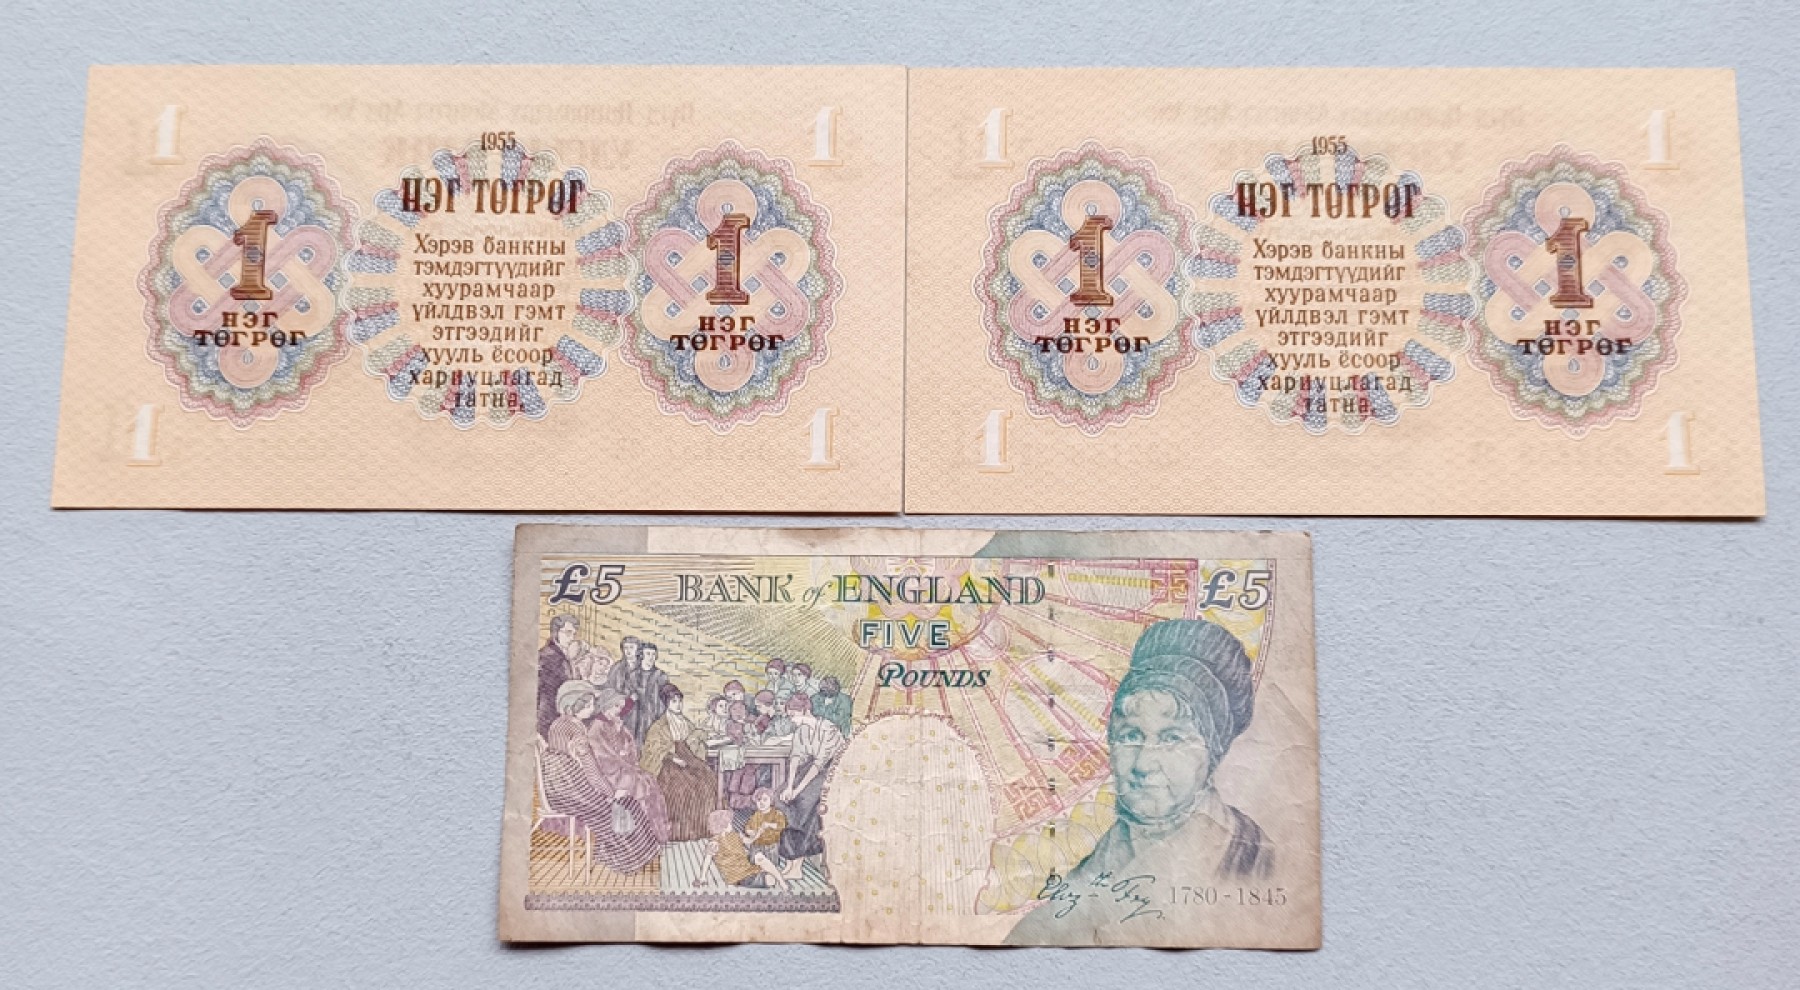 1
1
1955
НЭГ ТӨГРӨГ
Хэрэв банкны
тэмдэгтүүдийг
хуурамчаар
үйлдвэл гэмт
этгээдийг
хууль ёсоор
хариуцлагад
татна.
1
НЭГ
ТӨГРӨГ
1
НЭГ
ТӨГРӨГ
1
1
1
1
1955
НЭГ ТӨГРӨГ
Хэрэв банкны
тэмдэгтүүдийг
хуурамчаар
үйлдвэл гэмт
этгээдийг
хууль ёсоор
хариуцлагад
татна.
1
НЭГ
ТӨГРӨГ
1
НЭГ
ТӨГРӨГ
1
1
£5 BANK of ENGLAND £5
FIVE
POUNDS
Elizth Fry 1780-1845